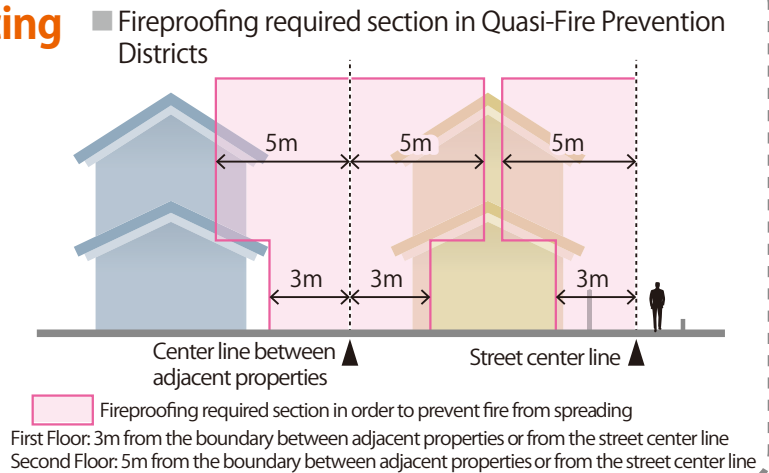 ting
Fireproofing required section in Quasi-Fire Prevention
Districts
5m 5m 5m
3m 3m 3m
Center line between
adjacent properties
Street center line
Fireproofing required section in order to prevent fire from spreading
First Floor: 3m from the boundary between adjacent properties or from the street center line
Second Floor: 5m from the boundary between adjacent properties or from the street center line